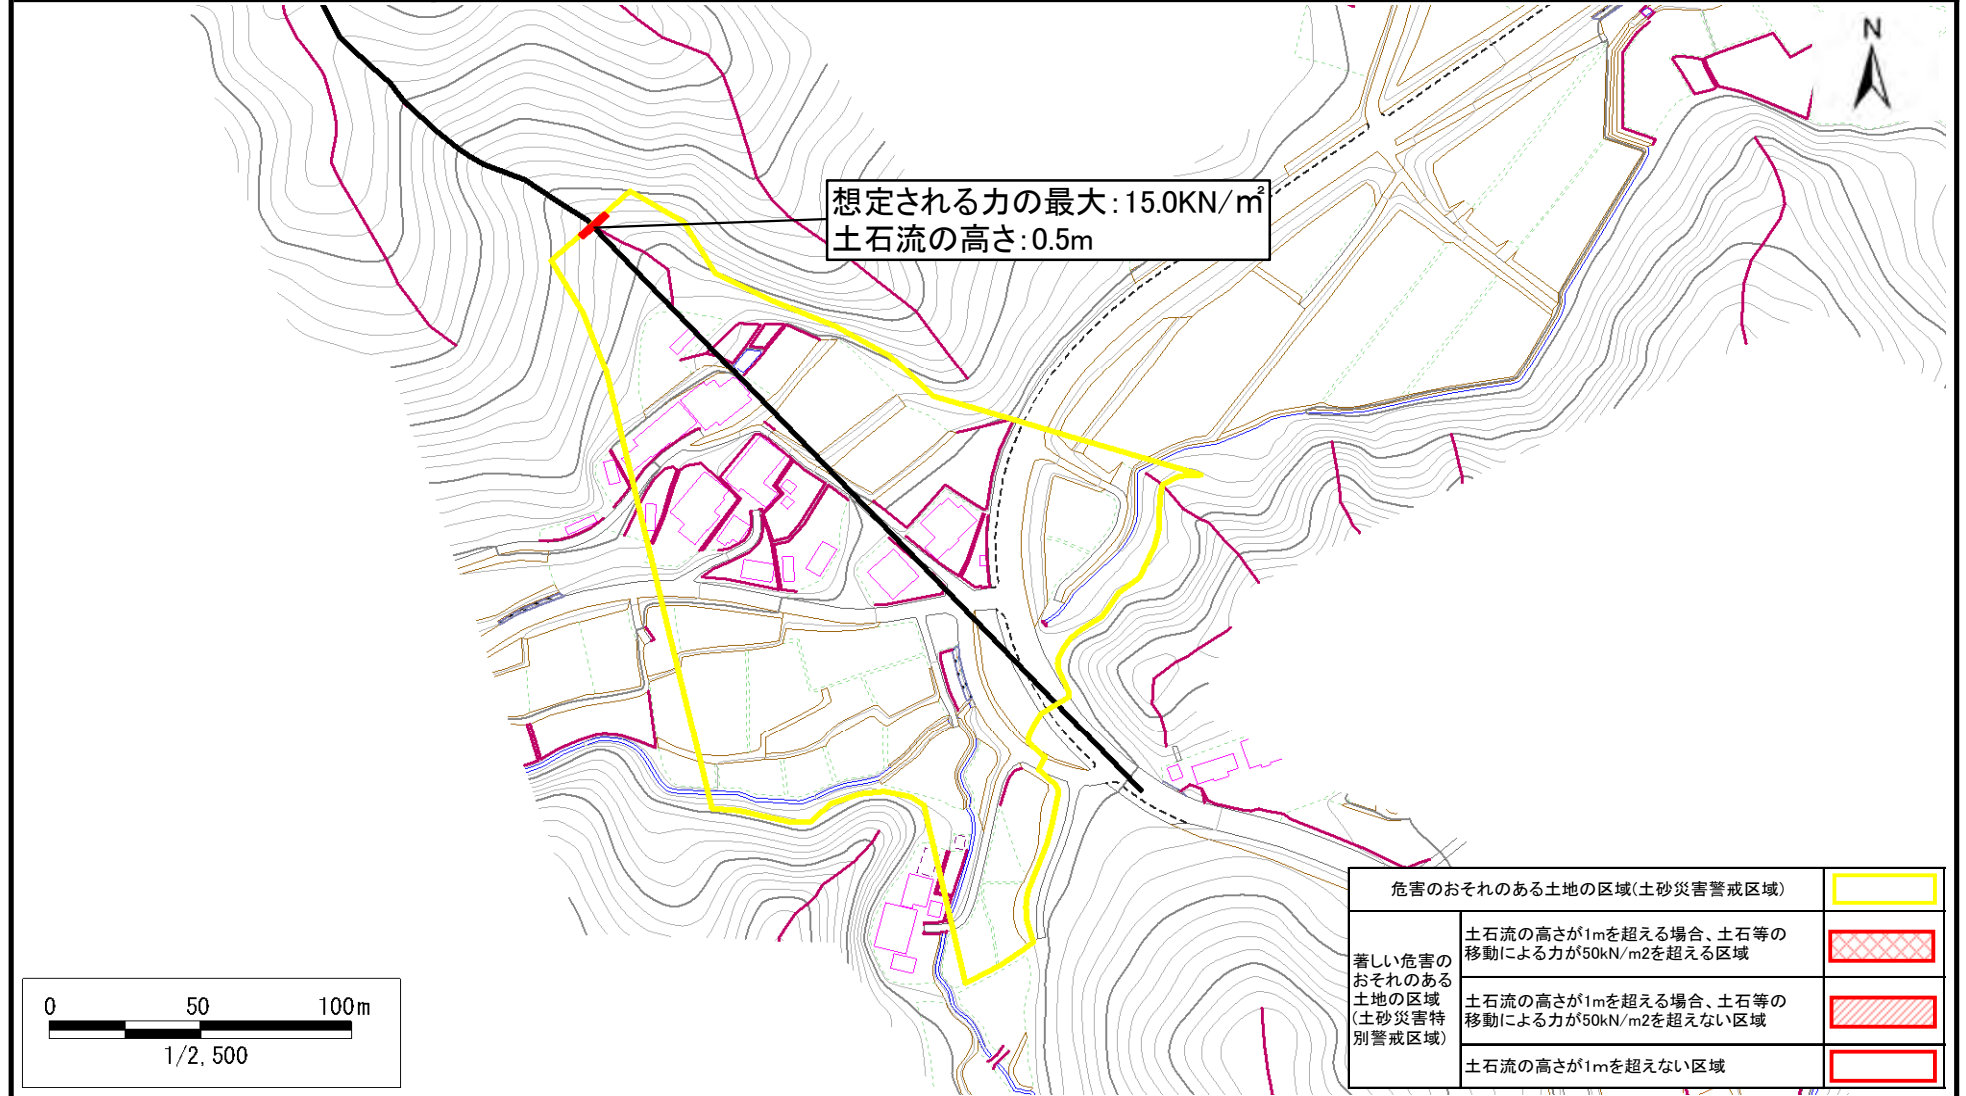 N
想定される力の最大:15.0KN/㎡
土石流の高さ:0.5m
危害のおそれのある土地の区域(土砂災害警戒区域)
著しい危害の
おそれのある
土地の区域
(土砂災害特
別警戒区域)
土石流の高さが1mを超える場合、土石等の
移動による力が50kN/m2を超える区域
土石流の高さが1mを超える場合、土石等の
移動による力が50kN/m2を超えない区域
土石流の高さが1mを超えない区域
0 50 100m
1/2,500